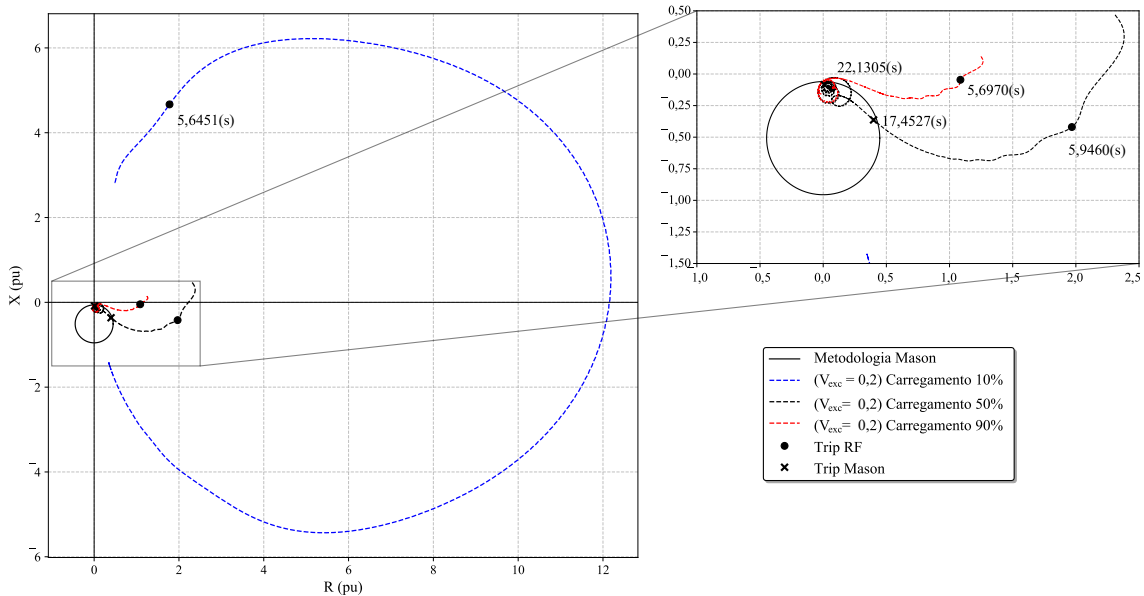 6
4
2
0
−2
−4
−6
X (pu)
0
2
4
6
8
10
12
R (pu)
5,6451(s)
0,50
0,25
0,00
−0,25
−0,50
−0,75
−1,00
−1,25
−1,50
−1,0
−0,5
0,0
0,5
1,0
1,5
2,0
2,5
22,1305(s)
5,6970(s)
17,4527(s)
5,9460(s)
Metodologia Mason
(Vexc = 0,2) Carregamento 10%
(Vexc= 0,2) Carregamento 50%
(Vexc= 0,2) Carregamento 90%
Trip RF
Trip Mason